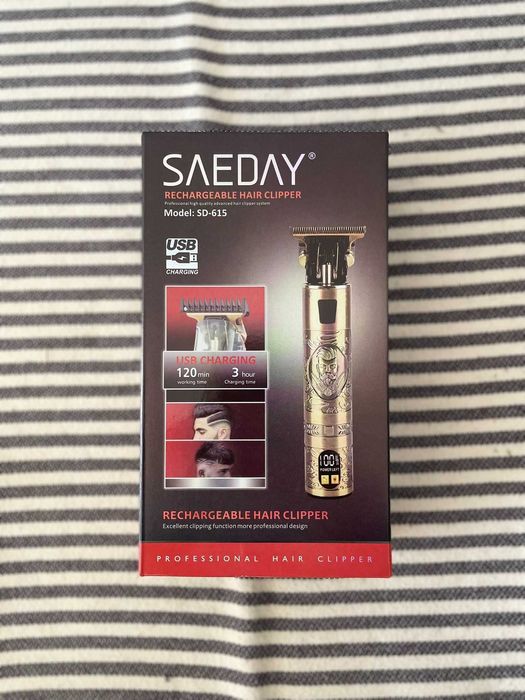 SAEDAY®
RECHARGEABLE HAIR CLIPPER
Professional high quality advanced hair clipper system
Model: SD-615
USB
CHARGING
USB CHARGING
120min 3 hour
working time Charging time
100%
POWER LEFT
RECHARGEABLE HAIR CLIPPER
Excellent clipping function more professional design
PROFESSIONAL HAIR CLIPPER